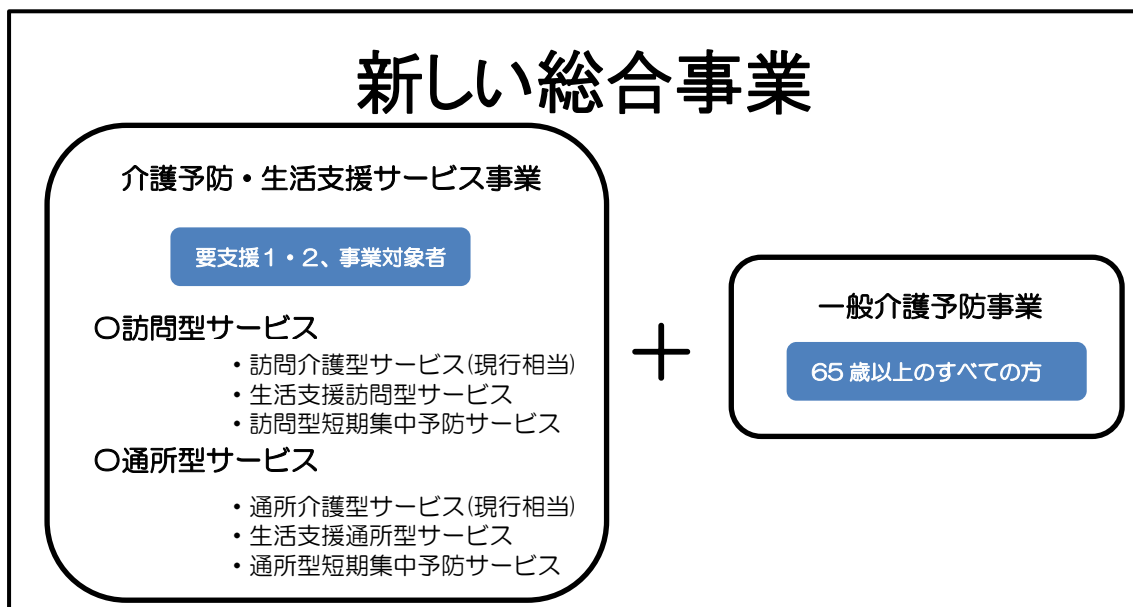 新しい総合事業
介護予防・生活支援サービス事業
要支援1・2、事業対象者
〇訪問型サービス
・訪問介護型サービス(現行相当)
・生活支援訪問型サービス
・訪問型短期集中予防サービス
〇通所型サービス
・通所介護型サービス(現行相当)
・生活支援通所型サービス
・通所型短期集中予防サービス
+
一般介護予防事業
65歳以上のすべての方